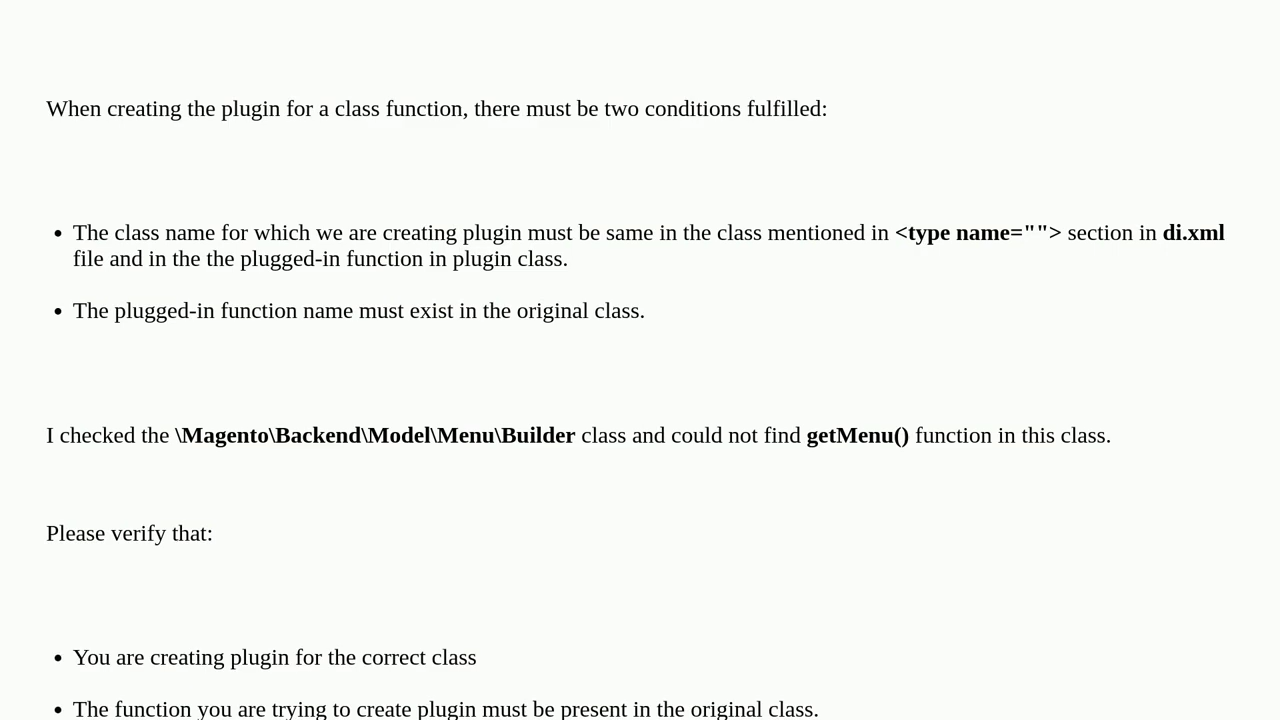 When creating the plugin for a class function, there must be two conditions fulfilled:
• The class name for which we are creating plugin must be same in the class mentioned in <type name=""> section in di.xml
file and in the the plugged-in function in plugin class.
• The plugged-in function name must exist in the original class.
I checked the \Magento\Backend\Model\Menu\Builder class and could not find getMenu() function in this class.
Please verify that:
• You are creating plugin for the correct class
• The function you are trying to create plugin must be present in the original class.